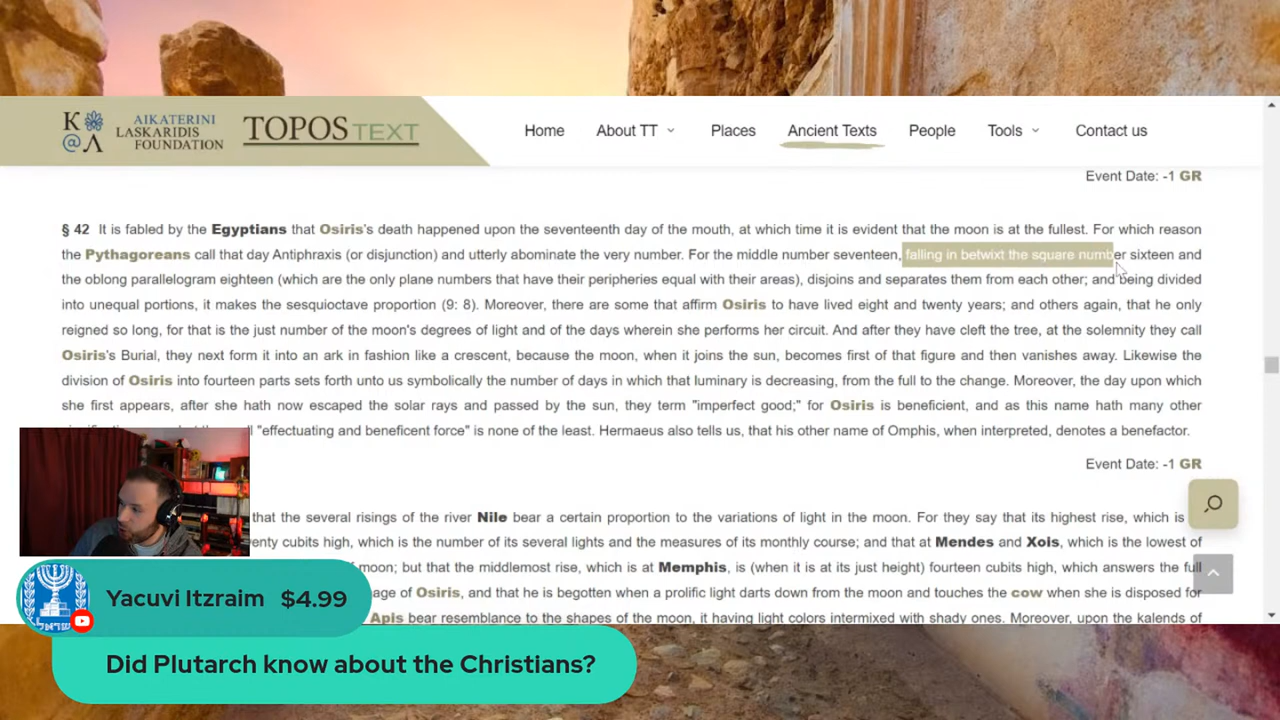 K@Λ AIKATERINI LASKARIDIS FOUNDATION
TOPOS TEXT
Home About TT Places Ancient Texts People Tools Contact us
Event Date: -1 GR
§ 42 It is fabled by the Egyptians that Osiris's death happened upon the seventeenth day of the mouth, at which time it is evident that the moon is at the fullest. For which reason
the Pythagoreans call that day Antiphraxis (or disjunction) and utterly abominate the very number. For the middle number seventeen, falling in betwixt the square number sixteen and
the oblong parallelogram eighteen (which are the only plane numbers that have their peripheries equal with their areas), disjoins and separates them from each other; and being divided
into unequal portions, it makes the sesquioctave proportion (9: 8). Moreover, there are some that affirm Osiris to have lived eight and twenty years; and others again, that he only
reigned so long, for that is the just number of the moon's degrees of light and of the days wherein she performs her circuit. And after they have cleft the tree, at the solemnity they call
Osiris's Burial, they next form it into an ark in fashion like a crescent, because the moon, when it joins the sun, becomes first of that figure and then vanishes away. Likewise the
division of Osiris into fourteen parts sets forth unto us symbolically the number of days in which that luminary is decreasing, from the full to the change. Moreover, the day upon which
she first appears, after she hath now escaped the solar rays and passed by the sun, they term "imperfect good;" for Osiris is beneficient, and as this name hath many other
"effectuating and beneficent force" is none of the least. Hermaeus also tells us, that his other name of Omphis, when interpreted, denotes a benefactor.
Event Date: -1 GR
that the several risings of the river Nile bear a certain proportion to the variations of light in the moon. For they say that its highest rise, which is
cubits high, which is the number of its several lights and the measures of its monthly course; and that at Mendes and Xois, which is the lowest of
moon; but that the middlemost rise, which is at Memphis, is (when it is at its just height) fourteen cubits high, which answers the full
of Osiris, and that he is begotten when a prolific light darts down from the moon and touches the cow when she is disposed for
Apis bear resemblance to the shapes of the moon, it having light colors intermixed with shady ones. Moreover, upon the kalends of
ישראל
Yacuvi Itzraim $4.99
Did Plutarch know about the Christians?